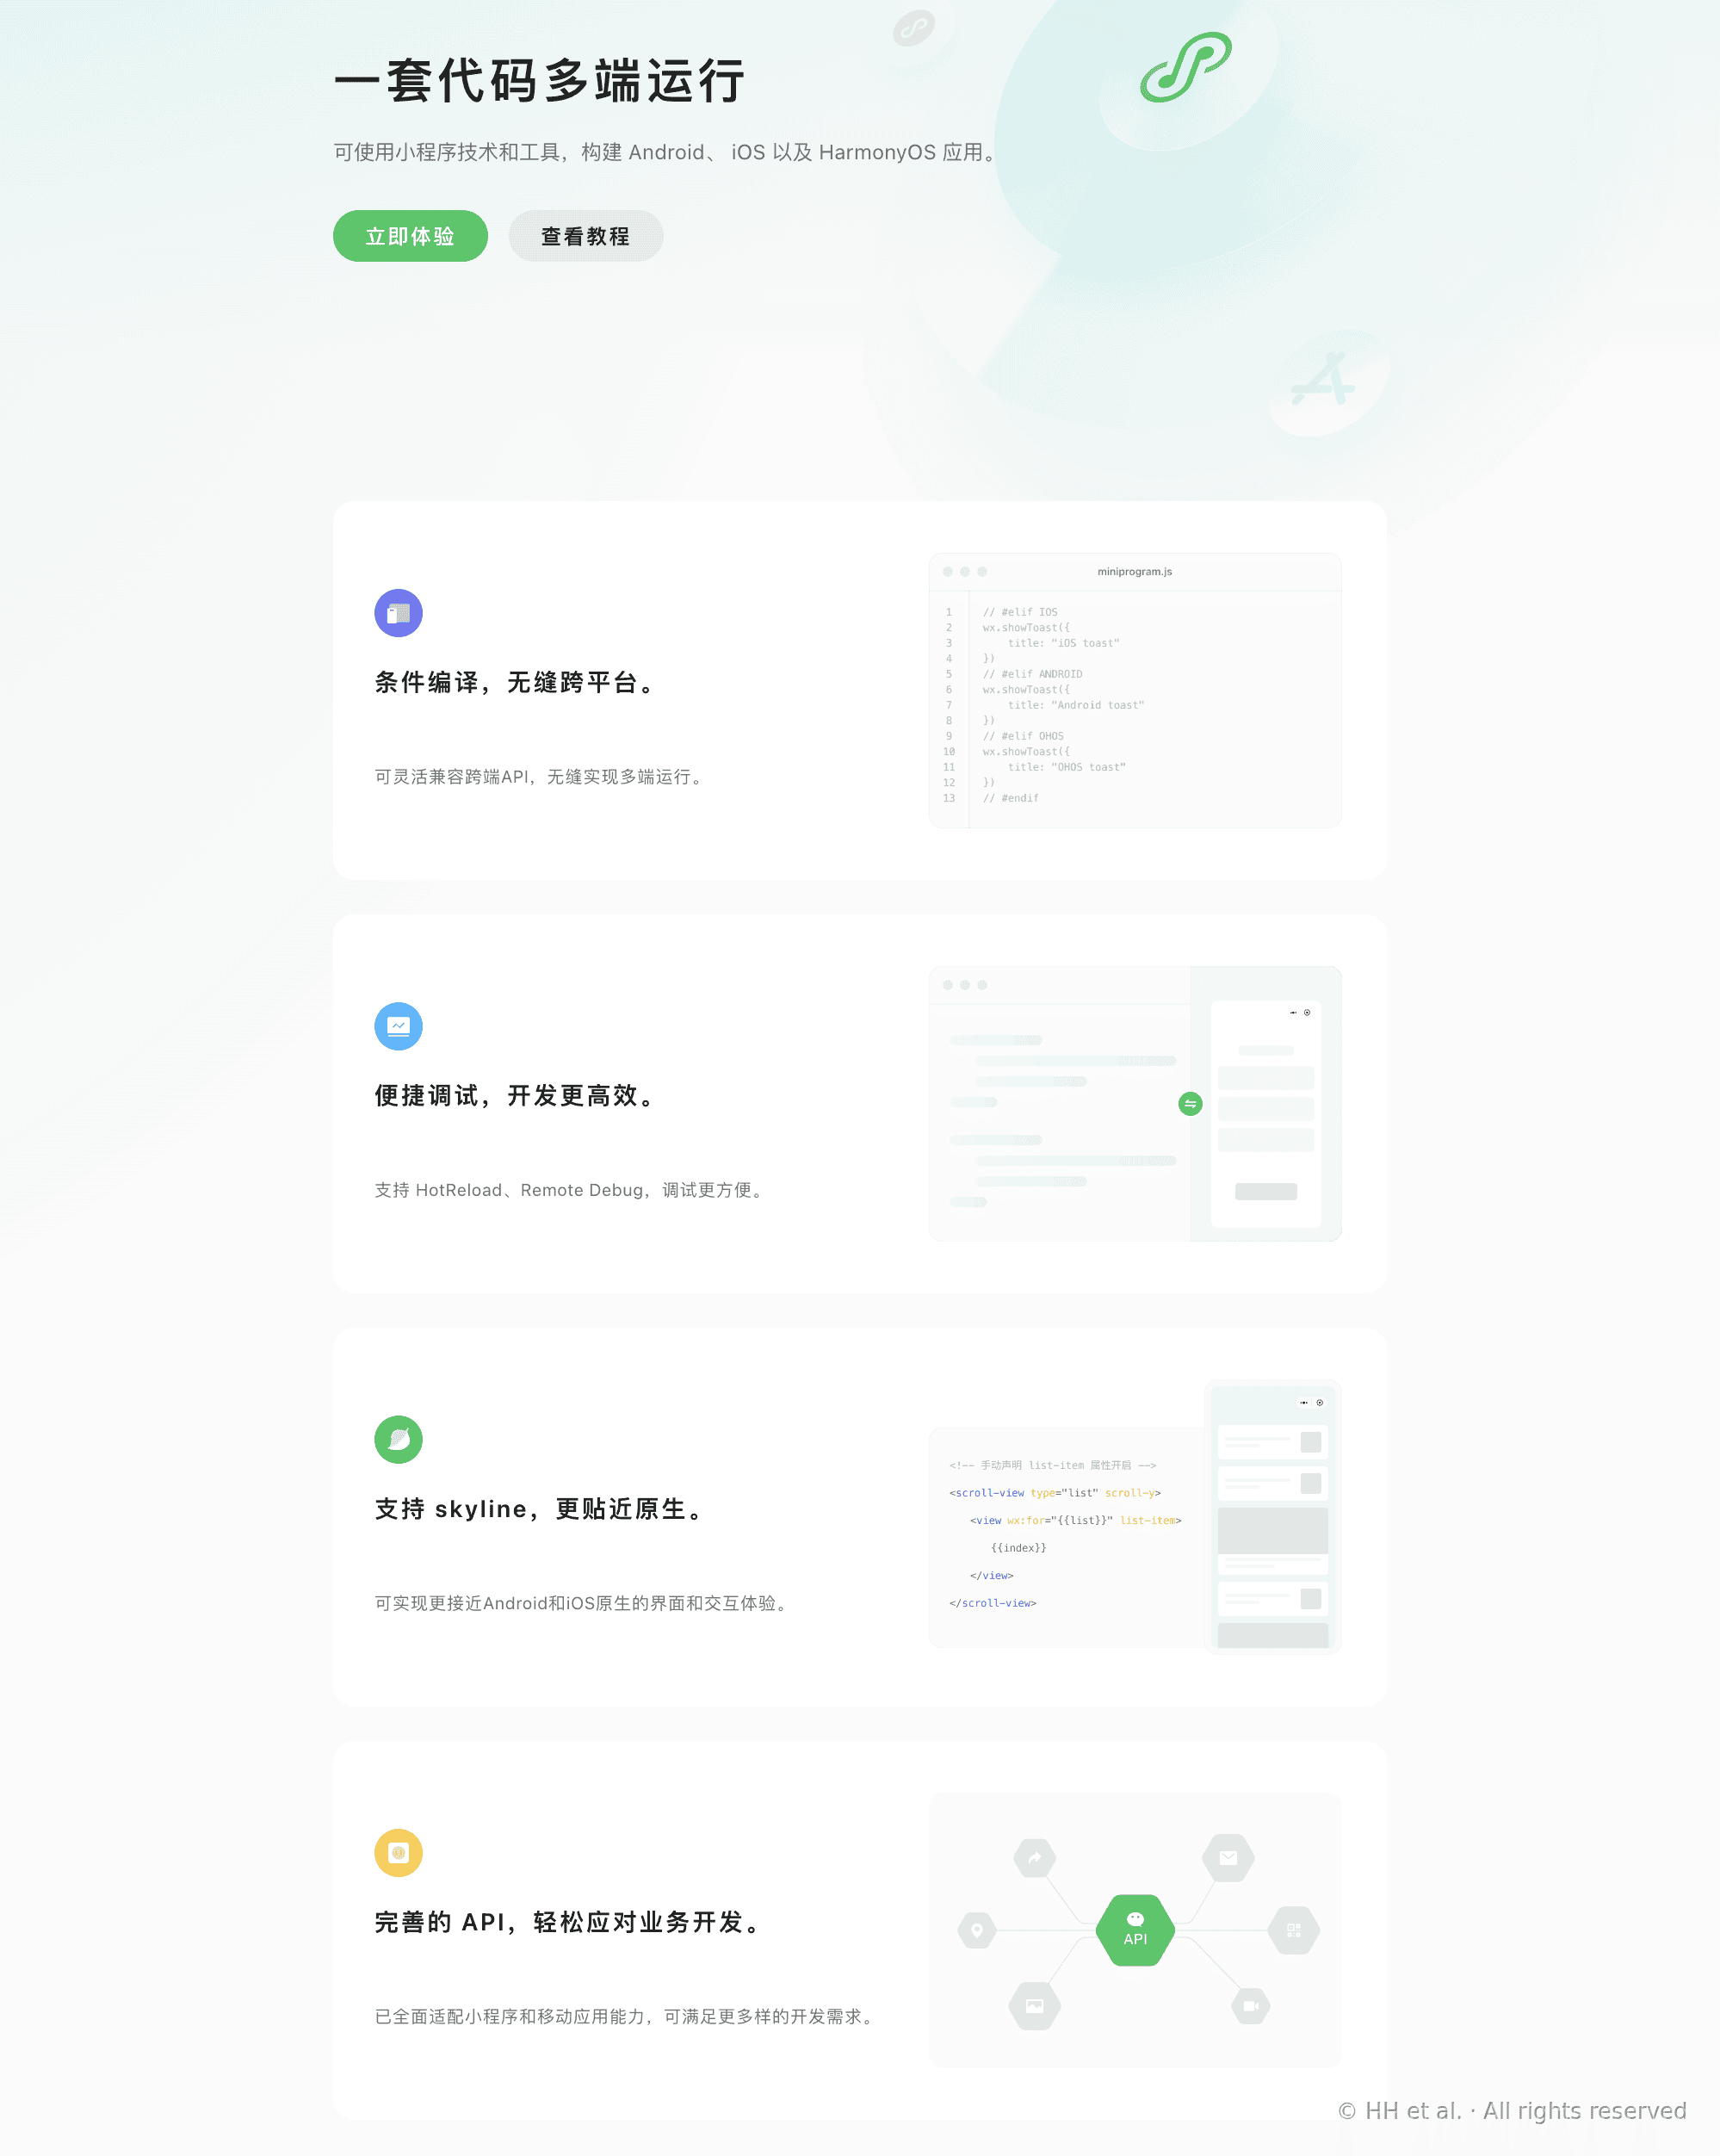 一套代码多端运行
可使用小程序技术和工具，构建 Android、 iOS 以及 HarmonyOS 应用。
立即体验
查看教程
条件编译，无缝跨平台。
可灵活兼容跨端API，无缝实现多端运行。
miniprogram.js
1 // #elif IOS
2 wx.showToast({
3 title: "iOS toast"
4 })
5 // #elif ANDROID
6 wx.showToast({
7 title: "Android toast"
8 })
9 // #elif OHOS
10 wx.showToast({
11 title: "OHOS toast"
12 })
13 // #endif
便捷调试，开发更高效。
支持 HotReload、Remote Debug，调试更方便。
支持 skyline，更贴近原生。
可实现更接近Android和iOS原生的界面和交互体验。
<!-- 手动声明 list-item 属性开启 -->
<scroll-view type="list" scroll-y>
<view wx:for="{{list}}" list-item>
{{index}}
</view>
</scroll-view>
完善的 API，轻松应对业务开发。
已全面适配小程序和移动应用能力，可满足更多样的开发需求。
API
© HH et al. · All rights reserved